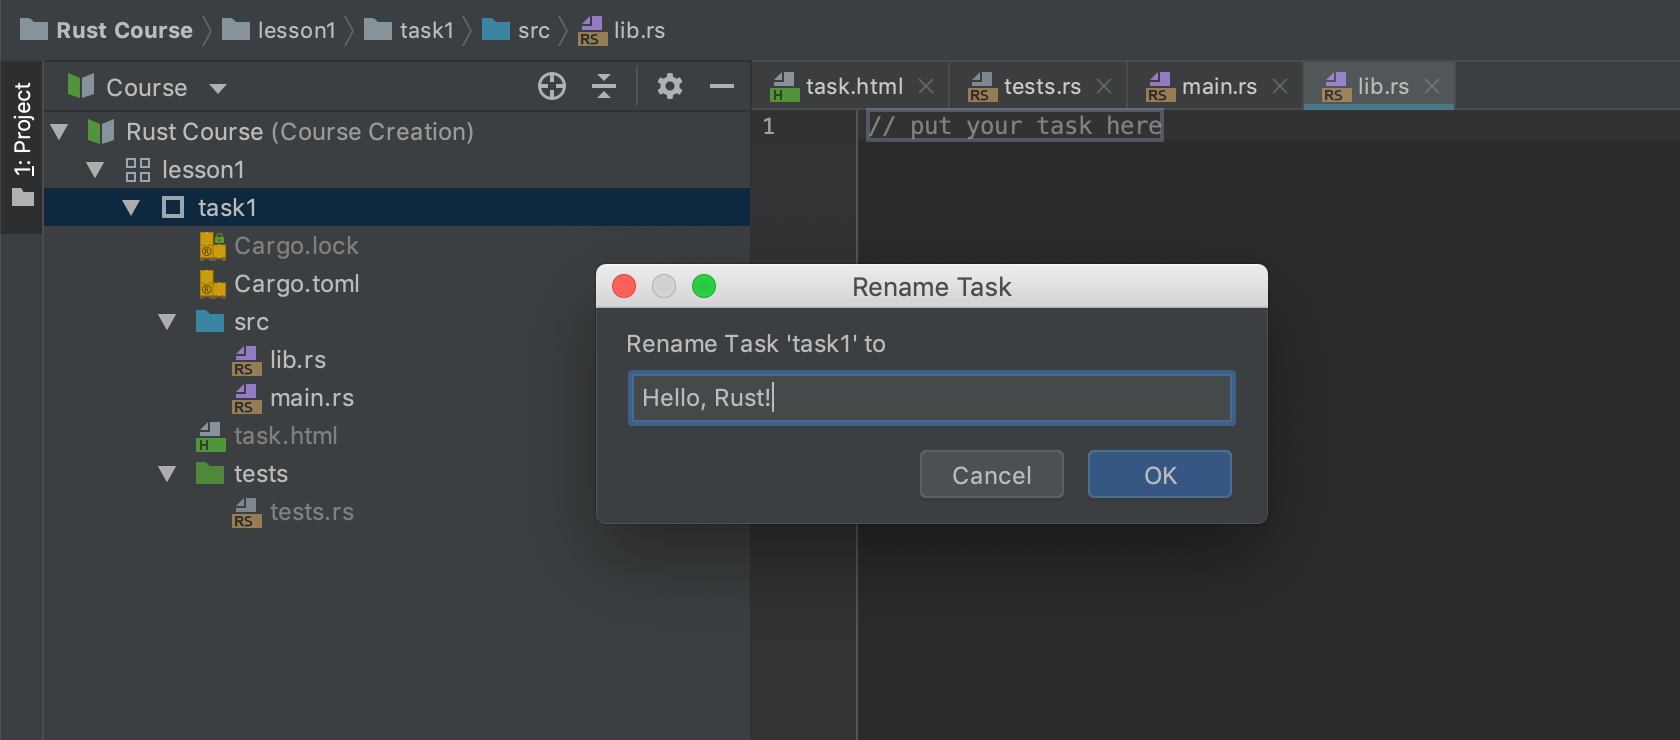 Rust Course lesson1 task1 src lib.rs
1: Project
Course
task.html tests.rs main.rs lib.rs
Rust Course (Course Creation)
lesson1
task1
Cargo.lock
Cargo.toml
src
lib.rs
main.rs
task.html
tests
tests.rs
1 // put your task here
Rename Task
Rename Task 'task1' to
Hello, Rust!
Cancel OK